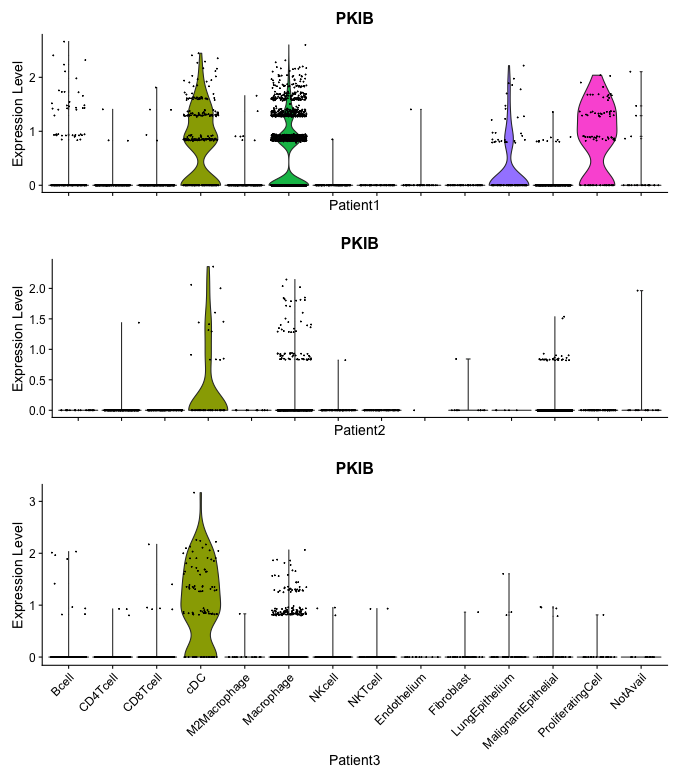 PKIB
Expression Level
2
1
0
Patient1
PKIB
Expression Level
2.0
1.5
1.0
0.5
0.0
Patient2
PKIB
Expression Level
3
2
1
0
Bcell
CD4Tcell
CD8Tcell
cDC
M2Macrophage
Macrophage
NKcell
NKTcell
Endothelium
Fibroblast
LungEpithelium
MalignantEpithelial
ProliferatingCell
NotAvail
Patient3